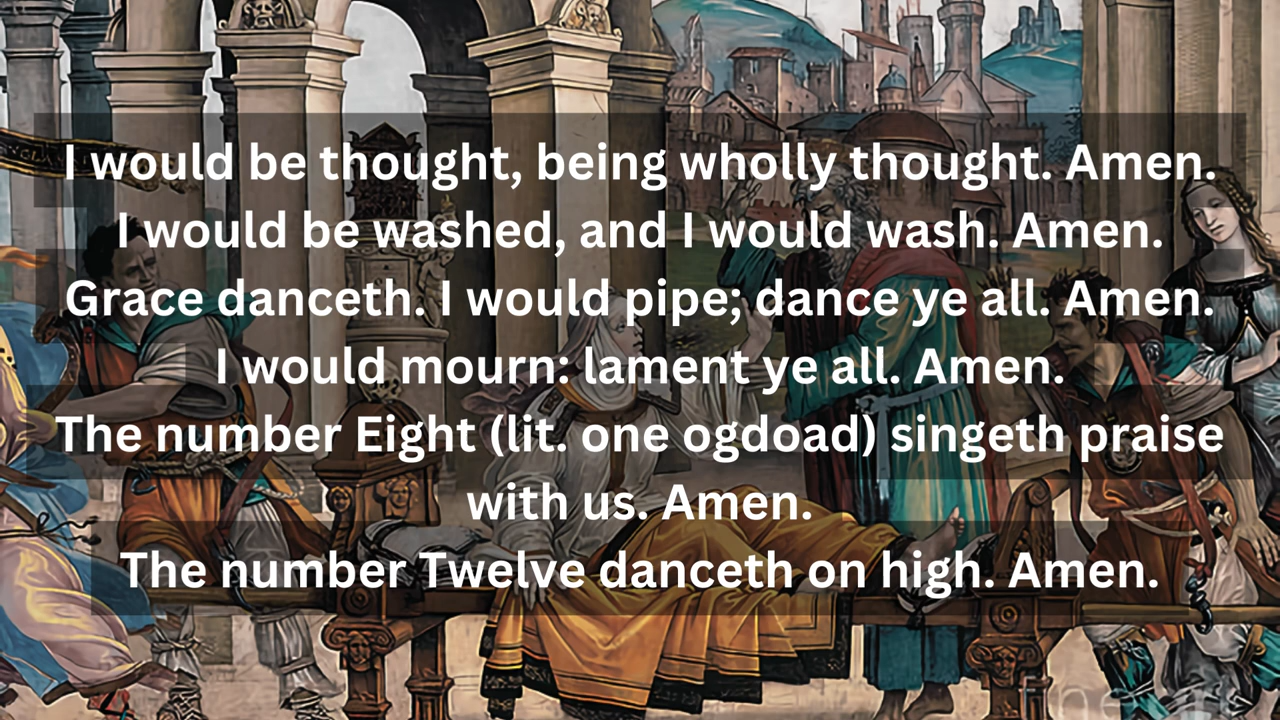 I would be thought, being wholly thought. Amen.
I would be washed, and I would wash. Amen.
Grace danceth. I would pipe; dance ye all. Amen.
I would mourn: lament ye all. Amen.
The number Eight (lit. one ogdoad) singeth praise
with us. Amen.
The number Twelve danceth on high. Amen.